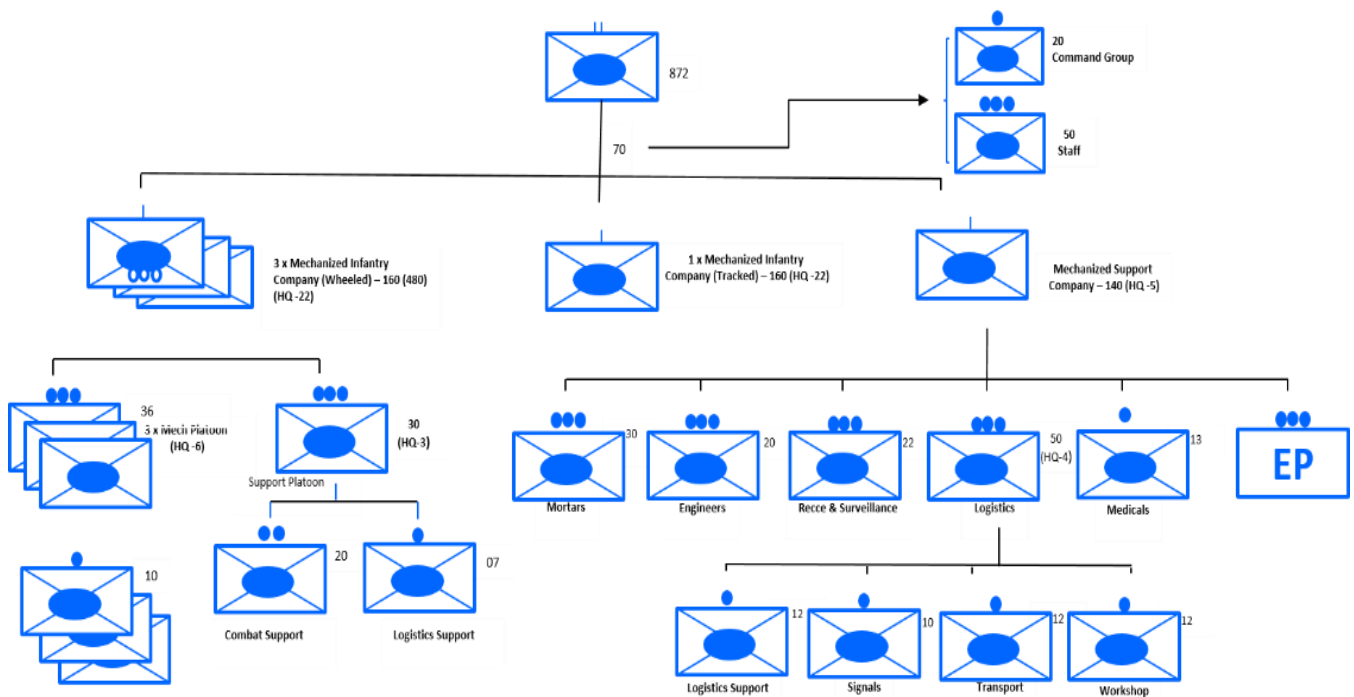 872
20
Command Group
50
Staff
70
3 x Mechanized Infantry
Company (Wheeled) – 160 (480)
(HQ -22)
1 x Mechanized Infantry
Company (Tracked) – 160 (HQ -22)
Mechanized Support
Company – 140 (HQ -5)
36
3 x Mech Platoon
(HQ -6)
30
(HQ-3)
Support Platoon
30
Mortars
20
Engineers
22
Recce & Surveillance
50
(HQ-4)
Logistics
13
Medicals
EP
10
20
Combat Support
07
Logistics Support
12
Logistics Support
10
Signals
12
Transport
12
Workshop